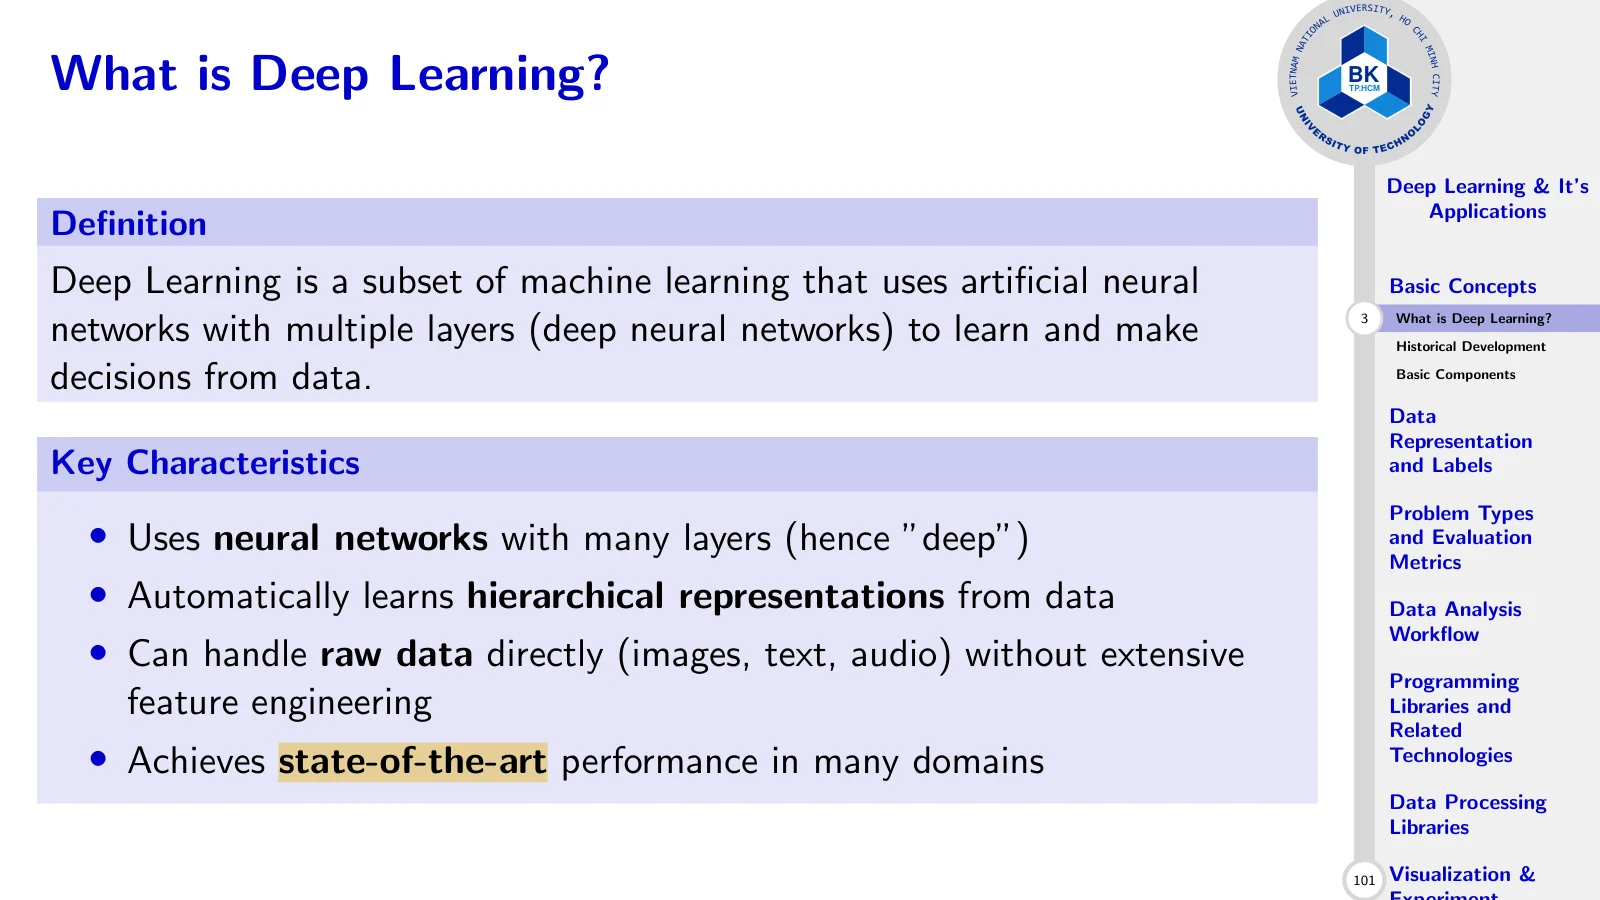 What is Deep Learning?
Definition
Deep Learning is a subset of machine learning that uses artificial neural
networks with multiple layers (deep neural networks) to learn and make
decisions from data.
Key Characteristics
• Uses neural networks with many layers (hence ”deep”)
• Automatically learns hierarchical representations from data
• Can handle raw data directly (images, text, audio) without extensive
feature engineering
• Achieves state-of-the-art performance in many domains
VIETNAM NATIONAL UNIVERSITY, HO CHI MINH CITY
BK
TP.HCM
UNIVERSITY OF TECHNOLOGY
Deep Learning & It’s
Applications
Basic Concepts
3
What is Deep Learning?
Historical Development
Basic Components
Data
Representation
and Labels
Problem Types
and Evaluation
Metrics
Data Analysis
Workflow
Programming
Libraries and
Related
Technologies
Data Processing
Libraries
101
Visualization &
Experiment